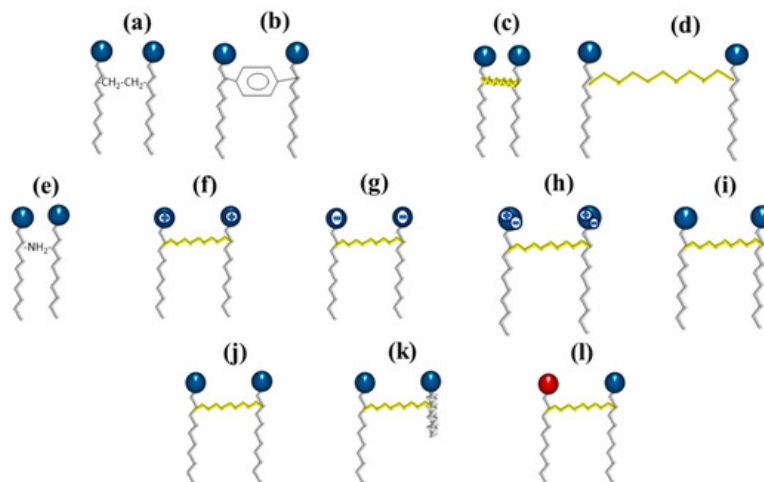 (a) (b) (c) (d)
-CH₂-CH₂-
(e) (f) (g) (h) (i)
+ + - - + - + -
-NH₂-
(j) (k) (l)